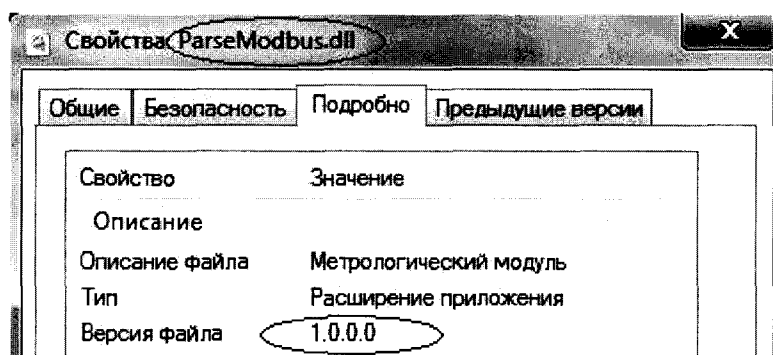 Свойства: ParseModbus.dll
X
Общие Безопасность Подробно Предыдущие версии
Свойство Значение
Описание
Описание файла Метрологический модуль
Тип Расширение приложения
Версия файла 1.0.0.0